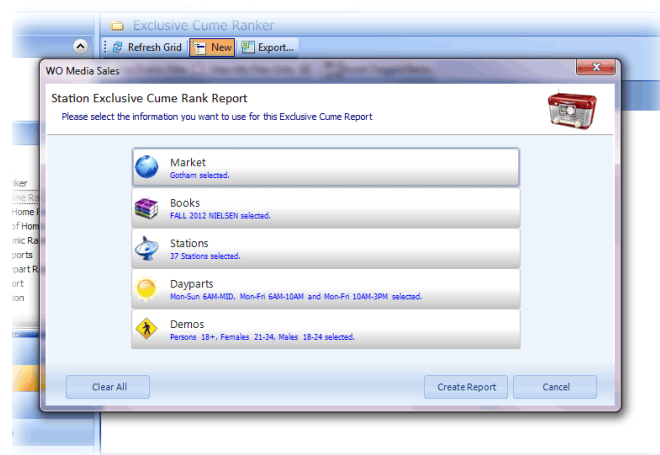 Exclusive Cume Ranker
Refresh Grid New Export...
WO Media Sales
Station Exclusive Cume Rank Report
Please select the information you want to use for this Exclusive Cume Report
Market
Gotham selected.
Books
FALL 2012 NIELSEN selected.
Stations
37 Stations selected.
Dayparts
Mon-Sun 6AM-MID, Mon-Fri 6AM-10AM and Mon-Fri 10AM-3PM selected.
Demos
Persons 18+, Females 21-34, Males 18-24 selected.
Clear All Create Report Cancel